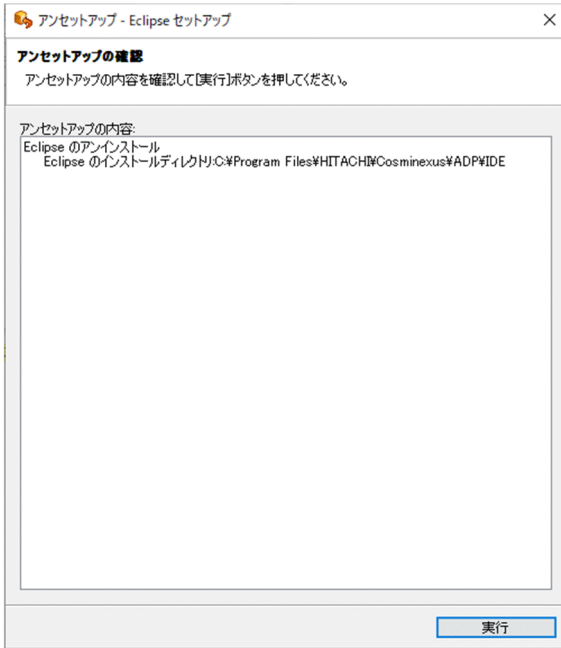 アンセットアップ - Eclipse セットアップ
アンセットアップの確認
アンセットアップの内容を確認して[実行]ボタンを押してください。
アンセットアップの内容:
Eclipse のアンインストール
Eclipse のインストールディレクトリ:C:¥Program Files¥HITACHI¥Cosminexus¥ADP¥IDE
実行